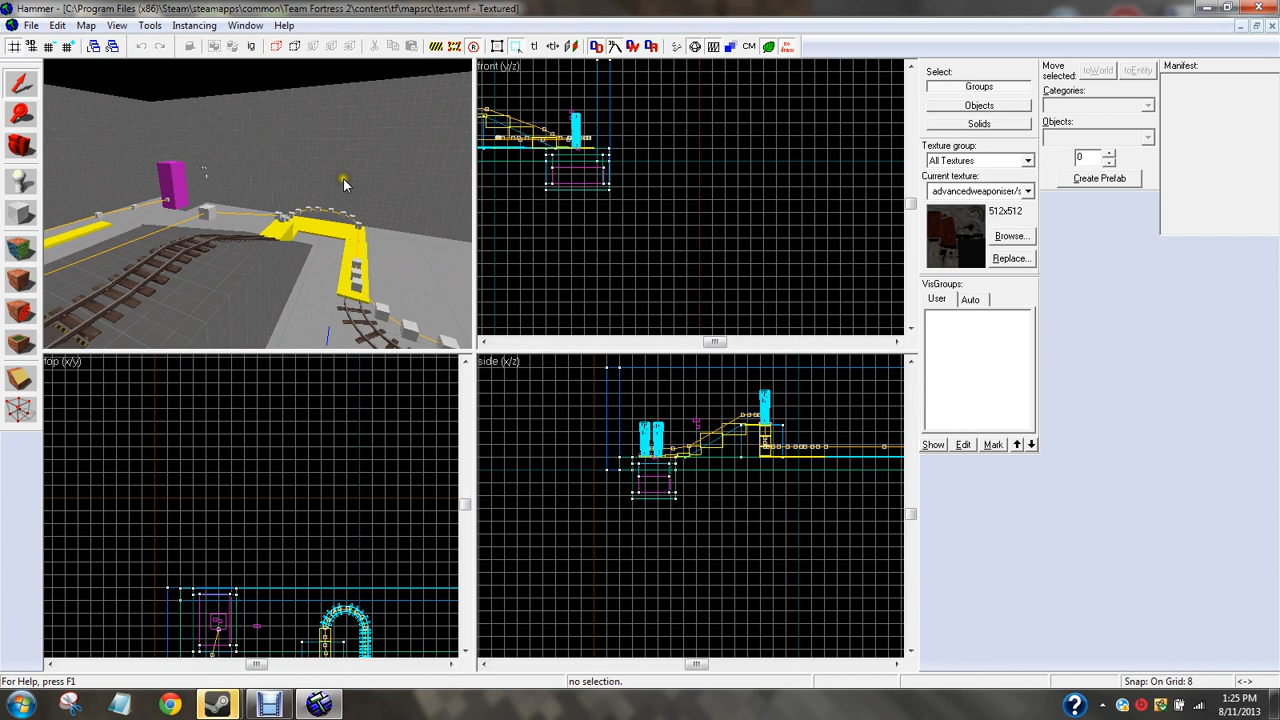 Hammer - [C:\Program Files (x86)\Steam\steamapps\common\Team Fortress 2\content\tf\mapsrc\test.vmf - Textured]
File Edit Map View Tools Instancing Window Help
front (y/z)
top (x/y)
side (x/z)
Select:
Groups
Objects
Solids
Texture group:
All Textures
Current texture:
advancedweaponiser/s
512x512
Browse...
Replace...
VisGroups:
User Auto
Show Edit Mark
Move selected:
toWorld toEntity
Categories:
Objects:
0
Create Prefab
Manifest:
For Help, press F1
no selection.
Snap: On Grid: 8
<->
1:25 PM
8/11/2013